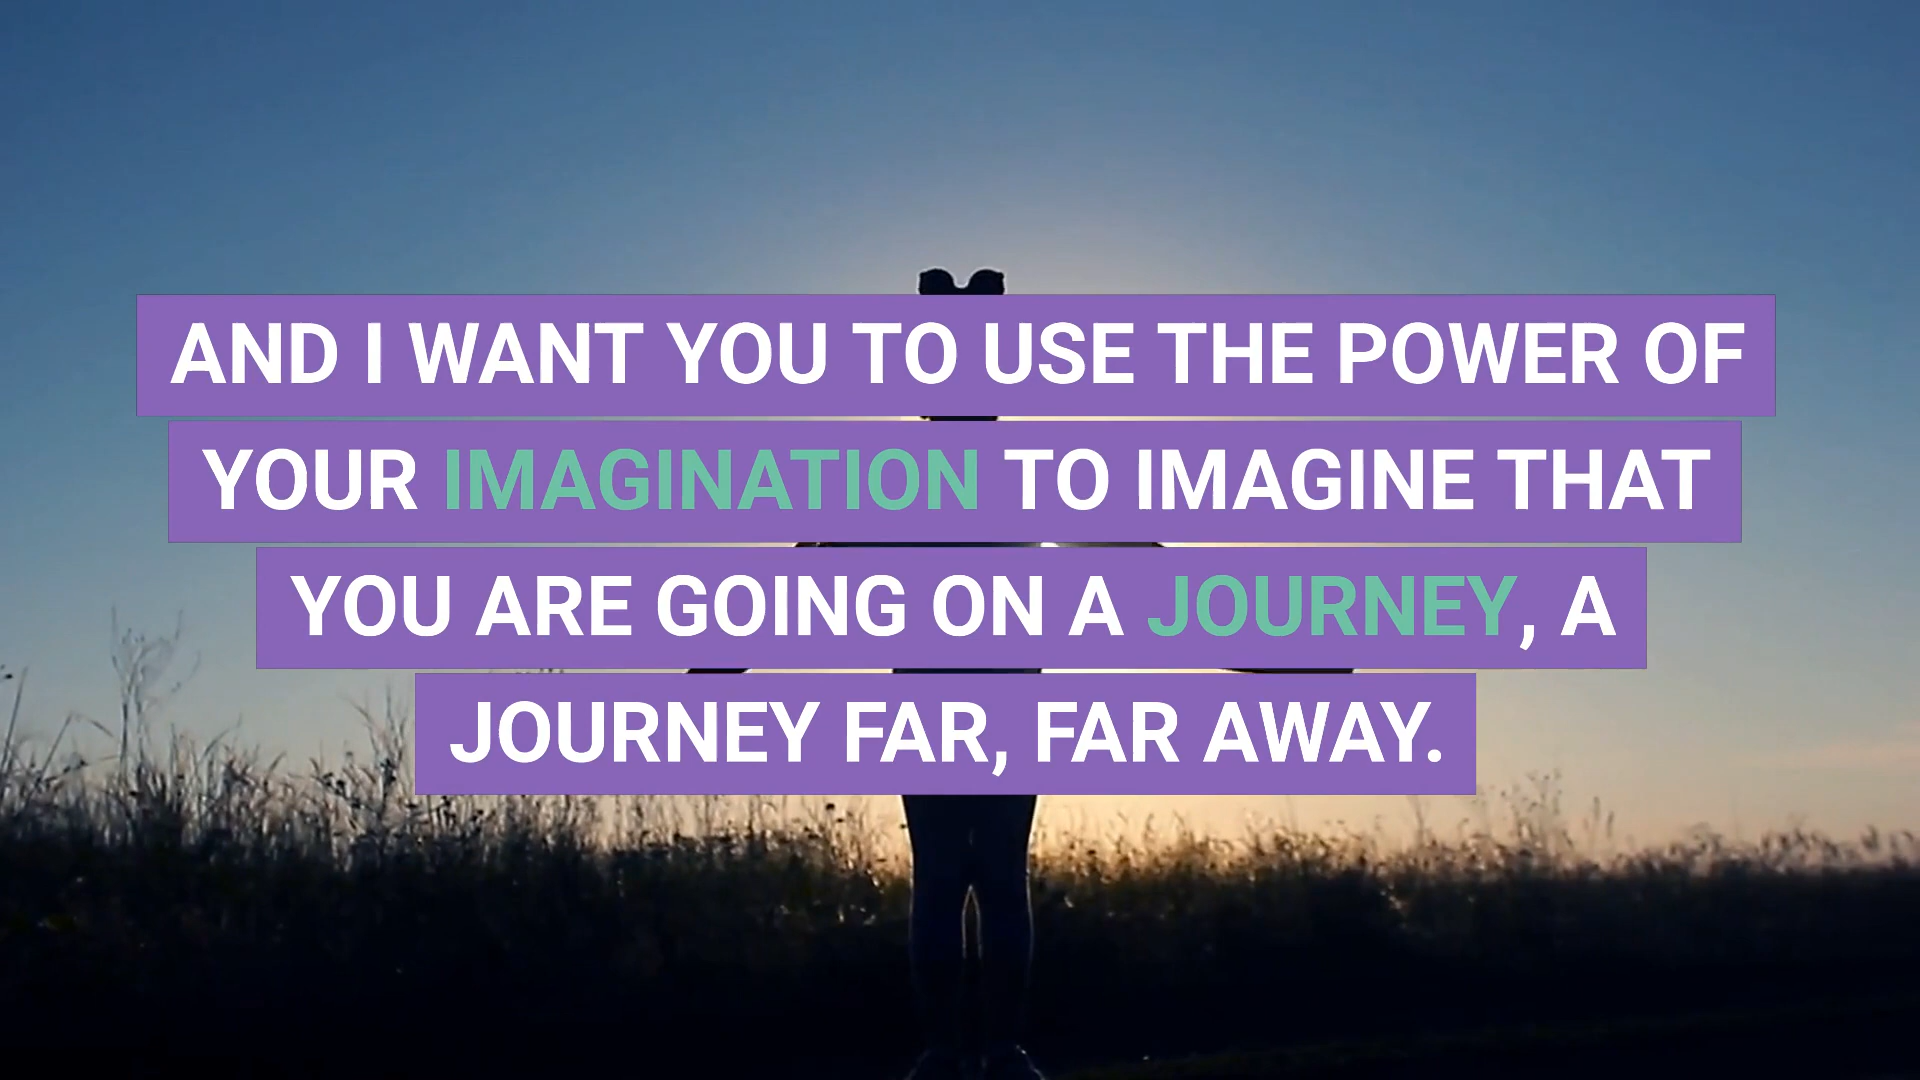 AND I WANT YOU TO USE THE POWER OF
YOUR IMAGINATION TO IMAGINE THAT
YOU ARE GOING ON A JOURNEY, A
JOURNEY FAR, FAR AWAY.